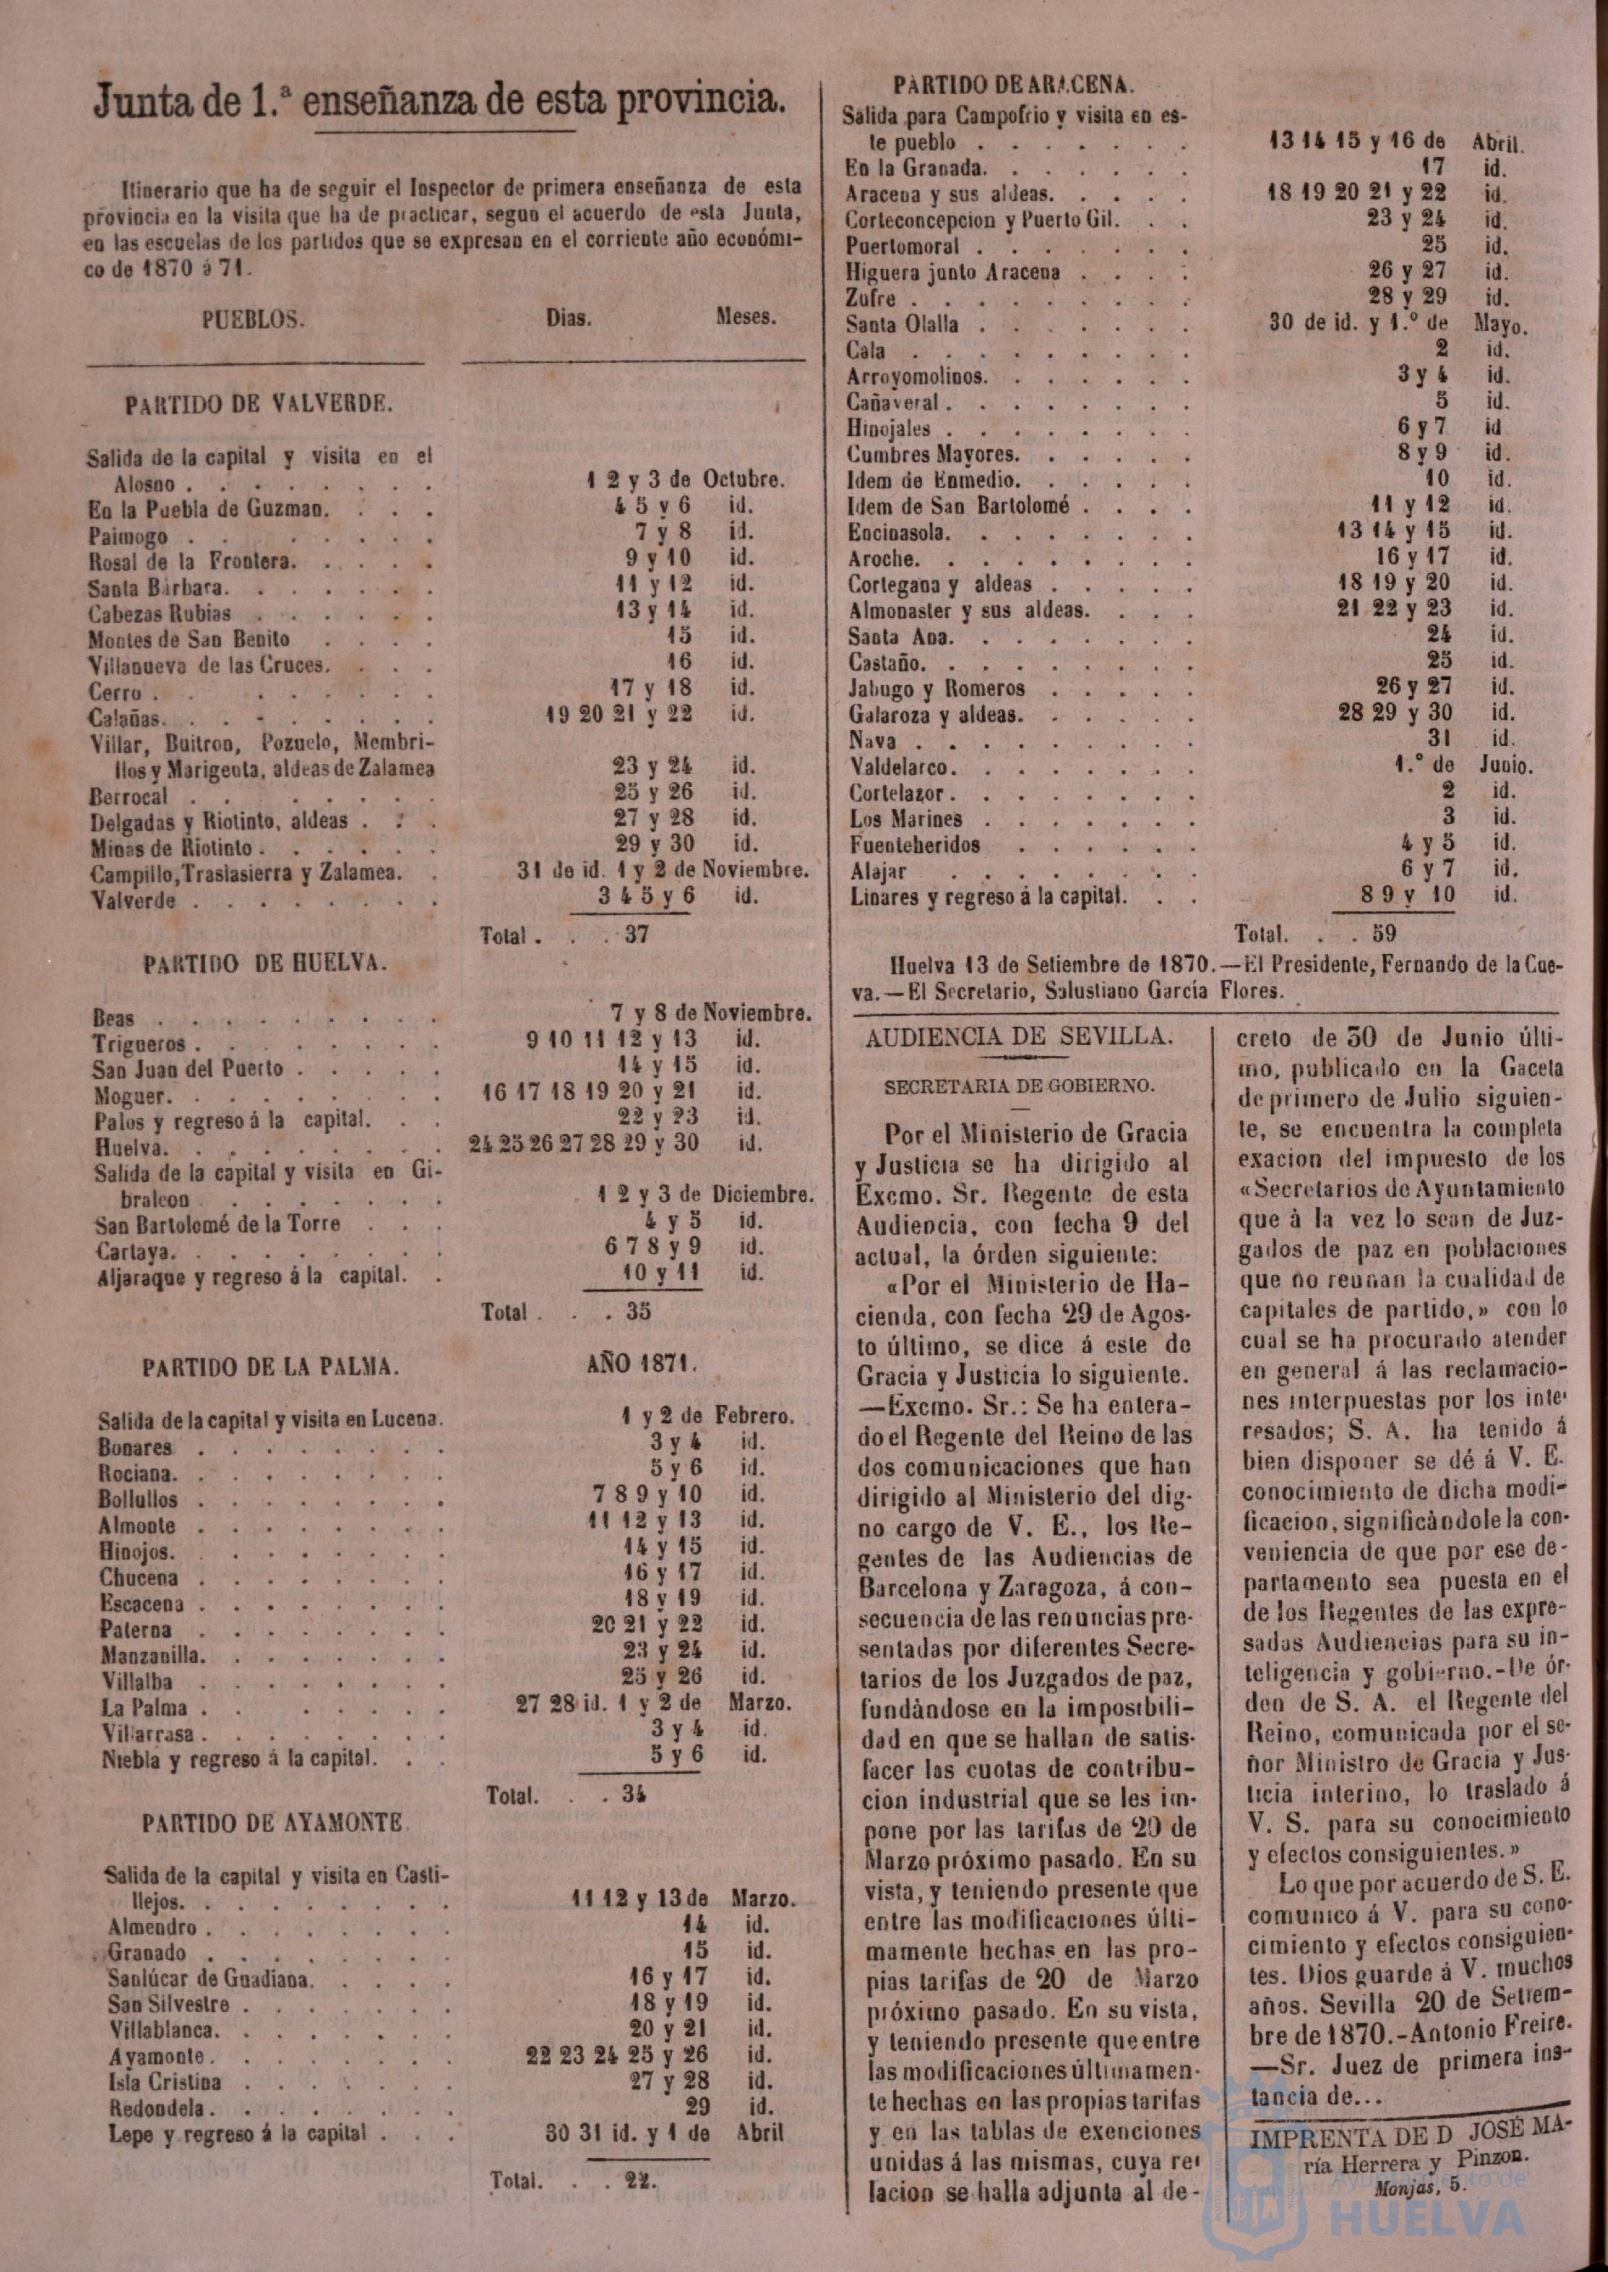 Junta de 1.ª enseñanza de esta provincia.
Itinerario que ha de seguir el Inspector de primera enseñanza de esta
provincia en la visita que ha de practicar, segun el acuerdo de esta Junta,
en las escuelas de los partidos que se expresan en el corriente año económi-
co de 1870 á 71.
PUEBLOS. Dias. Meses.
PARTIDO DE VALVERDE.
Salida de la capital y visita en el
Alosno . . . . . . . . 1 2 y 3 de Octubre.
En la Puebla de Guzman. . . . 4 5 y 6 id.
Paimogo . . . . . . . 7 y 8 id.
Rosal de la Frontera. . . . . 9 y 10 id.
Santa Bárbara. . . . . . . 11 y 12 id.
Cabezas Rubias . . . . . . 13 y 14 id.
Montes de San Benito . . . . 15 id.
Villanueva de las Cruces. . . . 16 id.
Cerro . . . . . . . . 17 y 18 id.
Calañas. . . . . . . . . 19 20 21 y 22 id.
Villar, Buitron, Pozuelo, Membri-
llos y Marigenta, aldeas de Zalamea 23 y 24 id.
Berrocal . . . . . . . 25 y 26 id.
Delgadas y Riotinto, aldeas . . . 27 y 28 id.
Minas de Riotinto . . . . . . 29 y 30 id.
Campillo, Traslasierra y Zalamea. . 31 de id. 1 y 2 de Noviembre.
Valverde . . . . . . . . 3 4 5 y 6 id.
Total . . . 37
PARTIDO DE HUELVA.
Beas . . . . . . . . . 7 y 8 de Noviembre.
Trigueros . . . . . . . . 9 10 11 12 y 13 id.
San Juan del Puerto . . . . . 14 y 15 id.
Moguer. . . . . . . . . 16 17 18 19 20 y 21 id.
Palos y regreso á la capital. . . 22 y 23 id.
Huelva. . . . . . . . . 24 25 26 27 28 29 y 30 id.
Salida de la capital y visita en Gi-
braleon . . . . . . . . 1 2 y 3 de Diciembre.
San Bartolomé de la Torre . . . 4 y 5 id.
Cartaya. . . . . . . . . 6 7 8 y 9 id.
Aljaraque y regreso á la capital. . 10 y 11 id.
Total . . . 35
PARTIDO DE LA PALMA. AÑO 1871.
Salida de la capital y visita en Lucena. 1 y 2 de Febrero.
Bonares . . . . . . . . 3 y 4 id.
Rociana. . . . . . . . . 5 y 6 id.
Bollullos . . . . . . . . 7 8 9 y 10 id.
Almonte . . . . . . . . 11 12 y 13 id.
Hinojos. . . . . . . . . 14 y 15 id.
Chucena . . . . . . . . 16 y 17 id.
Escacena . . . . . . . . 18 y 19 id.
Paterna . . . . . . . . 20 21 y 22 id.
Manzanilla. . . . . . . . 23 y 24 id.
Villalba . . . . . . . . 25 y 26 id.
La Palma . . . . . . . 27 28 id. 1 y 2 de Marzo.
Villarrasa . . . . . . . . 3 y 4 id.
Niebla y regreso á la capital. . . 5 y 6 id.
Total. . . 34
PARTIDO DE AYAMONTE.
Salida de la capital y visita en Casti-
llejos. . . . . . . . . 11 12 y 13 de Marzo.
Almendro . . . . . . . . 14 id.
Granado . . . . . . . . 15 id.
Sanlúcar de Guadiana. . . . . 16 y 17 id.
San Silvestre . . . . . . . 18 y 19 id.
Villablanca. . . . . . . . 20 y 21 id.
Ayamonte. . . . . . . . 22 23 24 25 y 26 id.
Isla Cristina . . . . . . . 27 y 28 id.
Redondela. . . . . . . . 29 id.
Lepe y regreso á la capital . . . 30 31 id. y 1 de Abril
Total. . . . 22.
PARTIDO DE ARACENA.
Salida para Campofrio y visita en es-
te pueblo . . . . . . . 13 14 15 y 16 de Abril.
En la Granada. . . . . . . 17 id.
Aracena y sus aldeas. . . . . 18 19 20 21 y 22 id.
Corteconcepcion y Puerto Gil. . . 23 y 24 id.
Puertomoral . . . . . . . 25 id.
Higuera junto Aracena . . . . 26 y 27 id.
Zufre . . . . . . . . . 28 y 29 id.
Santa Olalla . . . . . . . 30 de id. y 1.º de Mayo.
Cala . . . . . . . . . 2 id.
Arroyomolinos. . . . . . . 3 y 4 id.
Cañaveral . . . . . . . . 5 id.
Hinojales . . . . . . . . 6 y 7 id
Cumbres Mayores. . . . . . 8 y 9 id.
Idem de Enmedio. . . . . . 10 id.
Idem de San Bartolomé . . . . 11 y 12 id.
Encinasola. . . . . . . . 13 14 y 15 id.
Aroche. . . . . . . . . 16 y 17 id.
Cortegana y aldeas . . . . . 18 19 y 20 id.
Almonaster y sus aldeas. . . . 21 22 y 23 id.
Santa Ana. . . . . . . . 24 id.
Castaño. . . . . . . . . 25 id.
Jabugo y Romeros . . . . . 26 y 27 id.
Galaroza y aldeas. . . . . . 28 29 y 30 id.
Nava . . . . . . . . . 31 id.
Valdelarco. . . . . . . . 1.º de Junio.
Cortelazor . . . . . . . . 2 id.
Los Marines . . . . . . . 3 id.
Fuenteheridos . . . . . . 4 y 5 id.
Alajar . . . . . . . . 6 y 7 id.
Linares y regreso á la capital. . . 8 9 y 10 id.
Total. . . 59
Huelva 13 de Setiembre de 1870.—El Presidente, Fernando de la Cue-
va.—El Secretario, Salustiano García Flores.
AUDIENCIA DE SEVILLA.
SECRETARIA DE GOBIERNO.
Por el Ministerio de Gracia
y Justicia se ha dirigido al
Excmo. Sr. Regente de esta
Audiencia, con fecha 9 del
actual, la órden siguiente:
«Por el Ministerio de Ha-
cienda, con fecha 29 de Agos-
to último, se dice á este de
Gracia y Justicia lo siguiente.
—Excmo. Sr.: Se ha entera-
do el Regente del Reino de las
dos comunicaciones que han
dirigido al Ministerio del dig-
no cargo de V. E., los Re-
gentes de las Audiencias de
Barcelona y Zaragoza, á con-
secuencia de las renuncias pre-
sentadas por diferentes Secre-
tarios de los Juzgados de paz,
fundàndose en la imposibili-
dad en que se hallan de satis-
facer las cuotas de contribu-
cion industrial que se les im-
pone por las tarifas de 20 de
Marzo próximo pasado. En su
vista, y teniendo presente que
entre las modificaciones últi-
mamente hechas en las pro-
pias tarifas de 20 de Marzo
próximo pasado. En su vista,
y teniendo presente que entre
las modificaciones últimamen-
te hechas en las propias tarifas
y en las tablas de exenciones
unidas á las mismas, cuya re-
lacion se halla adjunta al de-
creto de 30 de Junio últi-
mo, publicado en la Gaceta
de primero de Julio siguien-
te, se encuentra la completa
exacion del impuesto de los
«Secretarios de Ayuntamiento
que à la vez lo sean de Juz-
gados de paz en poblaciones
que no reunan la cualidad de
capitales de partido,» con lo
cual se ha procurado atender
en general á las reclamacio-
nes interpuestas por los inte-
resados; S. A. ha tenido á
bien disponer se dé á V. E.
conocimiento de dicha modi-
ficacion, significàndole la con-
veniencia de que por ese de-
partamento sea puesta en el
de los Regentes de las expre-
sadas Audiencias para su in-
teligencia y gobierno.-De ór-
den de S. A. el Regente del
Reino, comunicada por el se-
ñor Ministro de Gracia y Jus-
ticia interino, lo traslado á
V. S. para su conocimiento
y efectos consiguientes.»
Lo que por acuerdo de S. E.
comunico á V. para su cono-
cimiento y efectos consiguien-
tes. Dios guarde á V. muchos
años. Sevilla 20 de Setiem-
bre de 1870.-Antonio Freire.
—Sr. Juez de primera ins-
tancia de...
IMPRENTA DE D JOSÉ MA-
ría Herrera y Pinzon.
Monjas, 5.
HUELVA